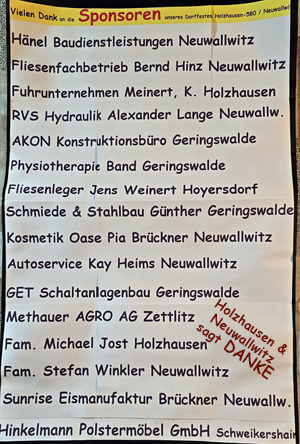 Vielen Dank an die Sponsoren unseres Dorffestes Holzhausen-580 / Neuwallwitz
Hänel Baudienstleistungen Neuwallwitz
Fliesenfachbetrieb Bernd Hinz Neuwallwitz
Fuhrunternehmen Meinert, K. Holzhausen
RVS Hydraulik Alexander Lange Neuwallw.
AKON Konstruktionsbüro Geringswalde
Physiotherapie Band Geringswalde
Fliesenleger Jens Weinert Hoyersdorf
Schmiede & Stahlbau Günther Geringswalde
Kosmetik Oase Pia Brückner Neuwallwitz
Autoservice Kay Heims Neuwallwitz
GET Schaltanlagenbau Geringswalde
Methauer AGRO AG Zettlitz
Fam. Michael Jost Holzhausen
Fam. Stefan Winkler Neuwallwitz
Holzhausen &
Neuwallwitz
sagt DANKE
Sunrise Eismanufaktur Brückner Neuwallw.
Hinkelmann Polstermöbel GmbH Schweikershain